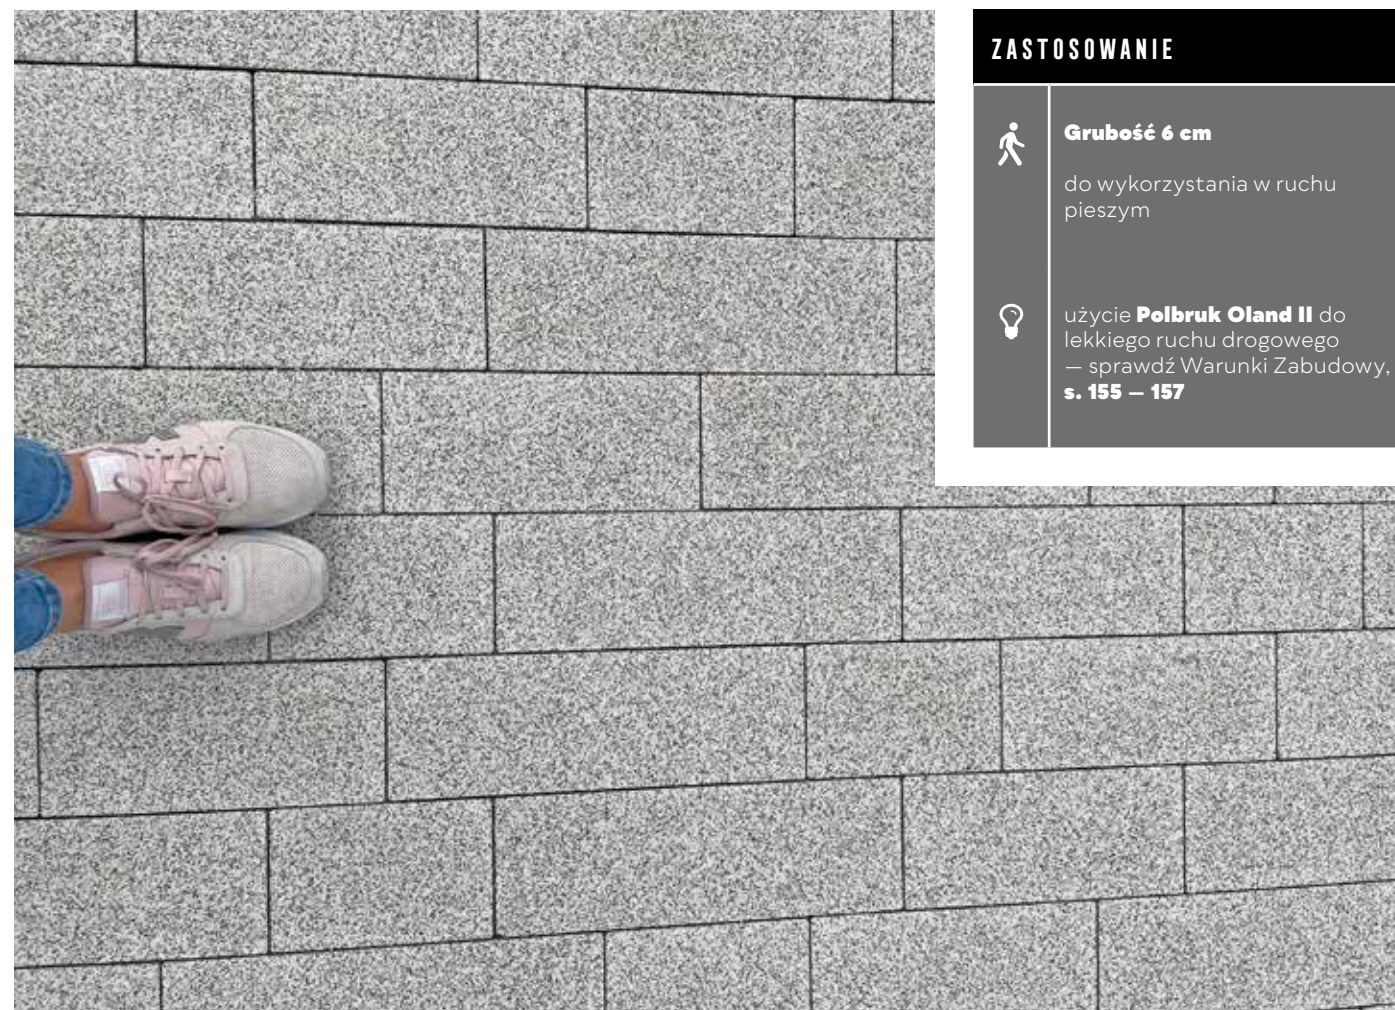 ZASTOSOWANIE
Grubość 6 cm
do wykorzystania w ruchu
pieszym
użycie Polbruk Oland II do
lekkiego ruchu drogowego
— sprawdź Warunki Zabudowy,
s. 155 — 157